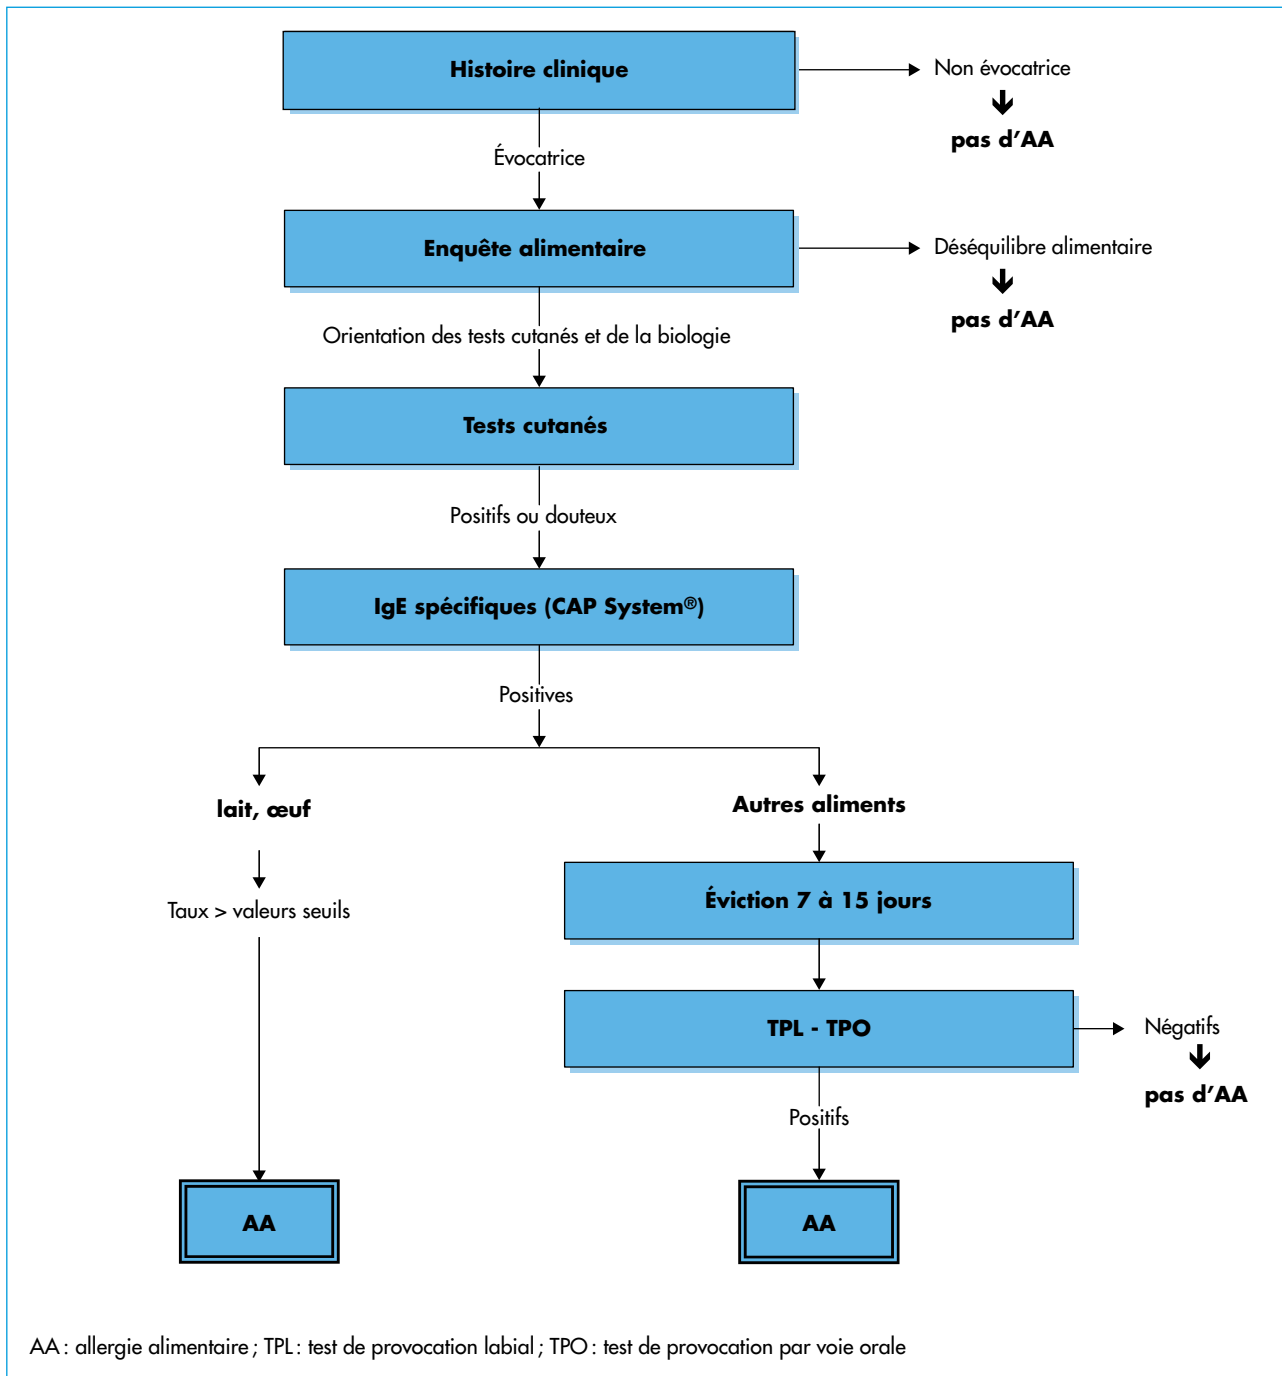 Histoire clinique
Non évocatrice
pas d’AA
Évocatrice
Enquête alimentaire
Déséquilibre alimentaire
pas d’AA
Orientation des tests cutanés et de la biologie
Tests cutanés
Positifs ou douteux
IgE spécifiques (CAP System®)
Positives
lait, œuf
Autres aliments
Taux > valeurs seuils
Éviction 7 à 15 jours
TPL - TPO
Négatifs
pas d’AA
Positifs
AA
AA
AA : allergie alimentaire ; TPL : test de provocation labial ; TPO : test de provocation par voie orale